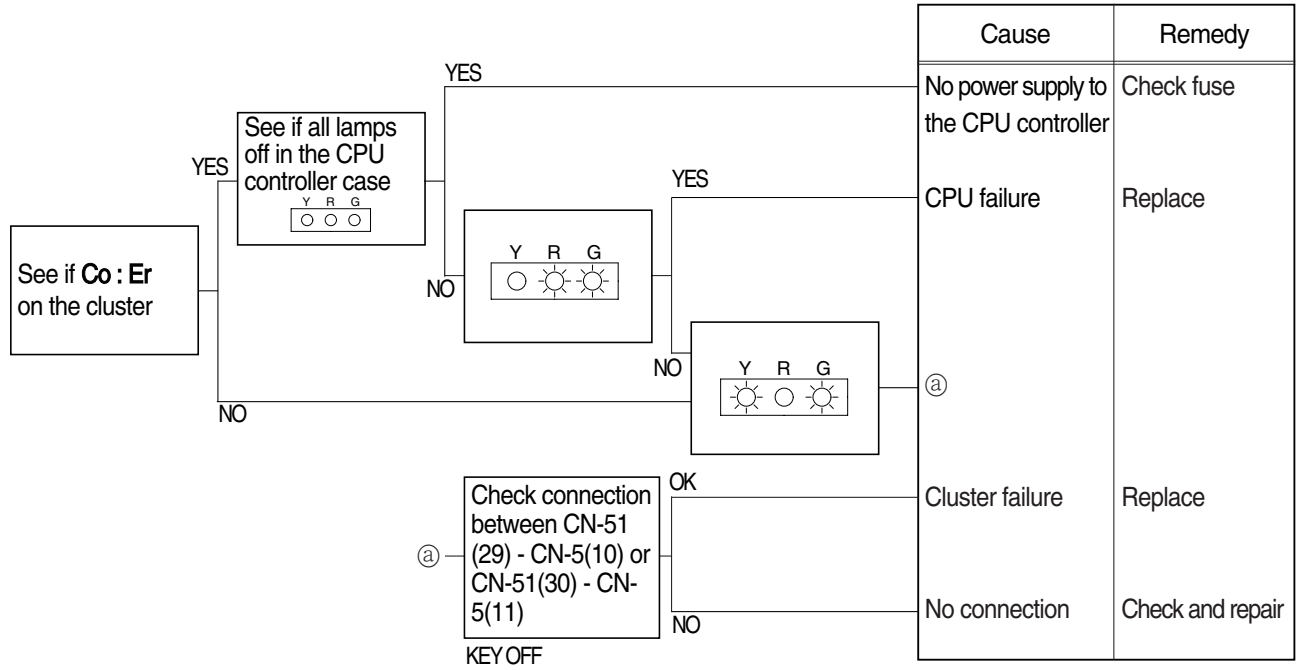 Cause
Remedy
YES
No power supply to
the CPU controller
Check fuse
See if all lamps
off in the CPU
controller case
Y R G
YES
YES
CPU failure
Replace
Y R G
NO
See if Co : Er
on the cluster
NO
Y R G
ⓐ
NO
Check connection
between CN-51
(29) - CN-5(10) or
CN-51(30) - CN-
5(11)
OK
Cluster failure
Replace
ⓐ
NO
No connection
Check and repair
KEY OFF